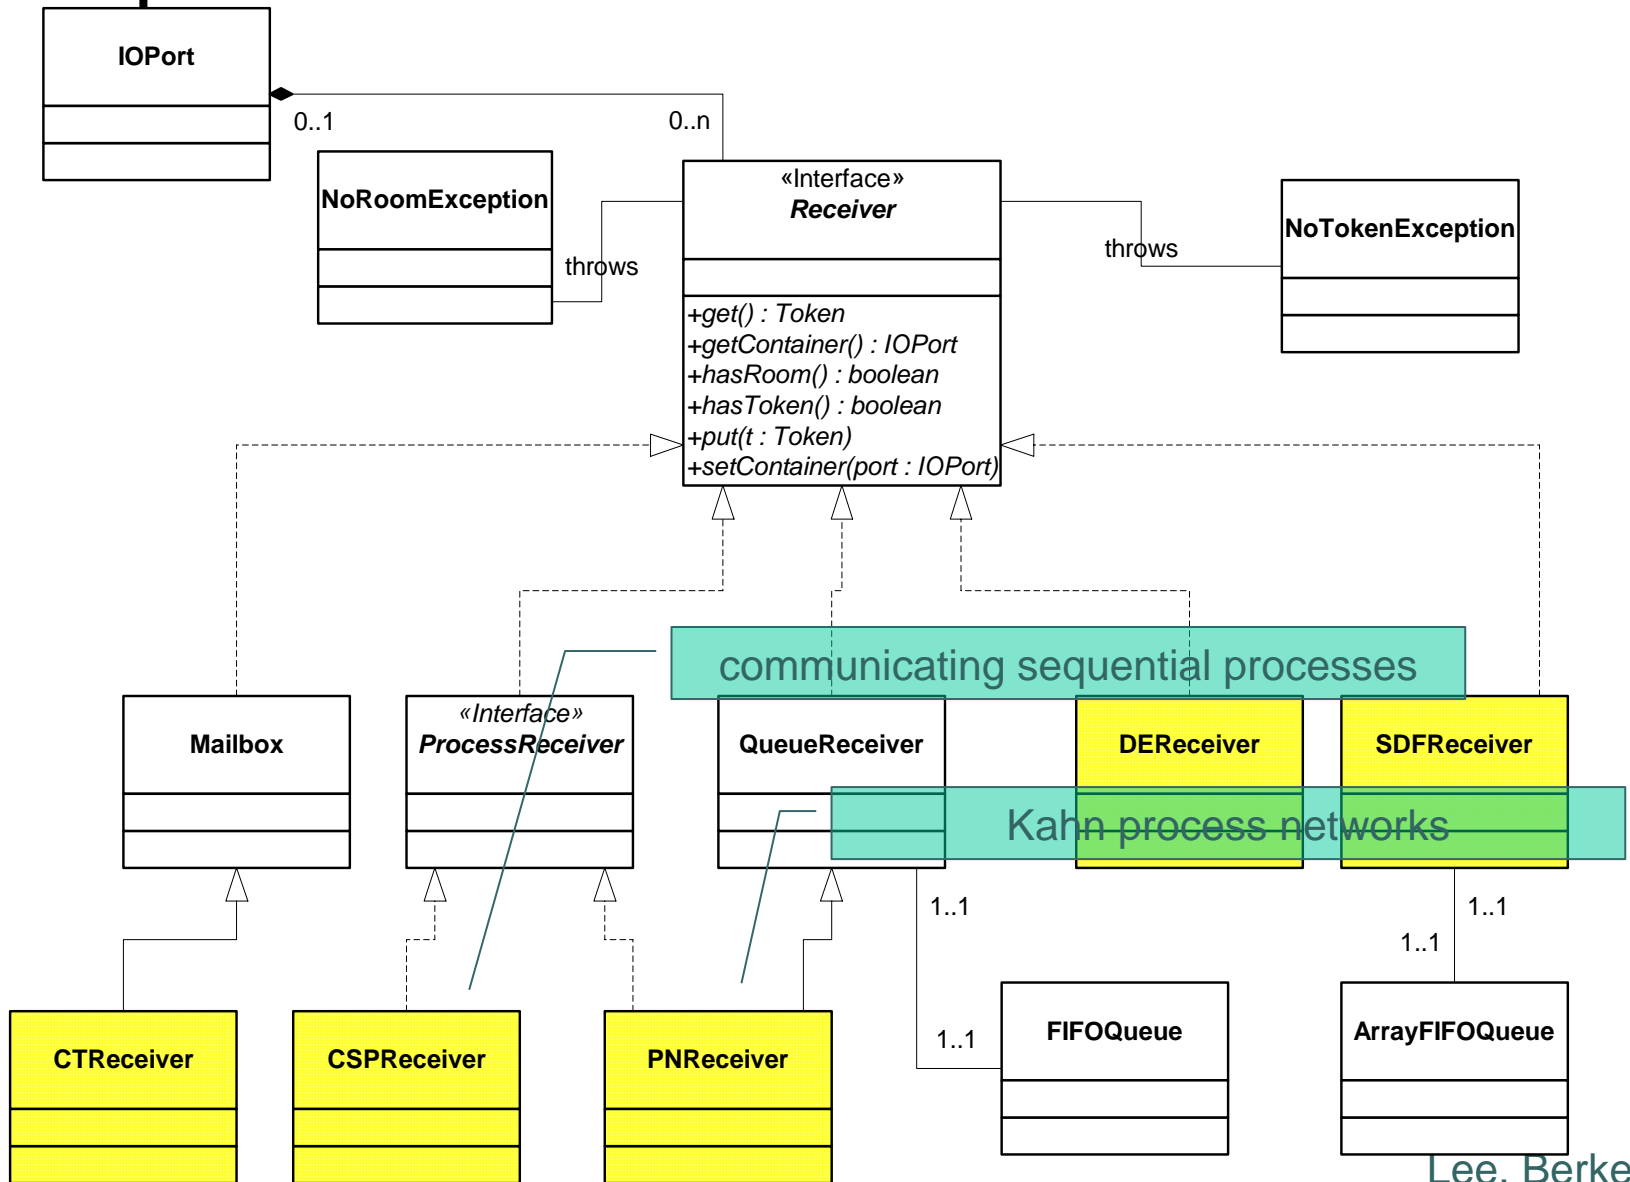 IOPort
0..1
0..n
NoRoomException
throws
«Interface»
Receiver
+get() : Token
+getContainer() : IOPort
+hasRoom() : boolean
+hasToken() : boolean
+put(t : Token)
+setContainer(port : IOPort)
throws
NoTokenException
communicating sequential processes
Mailbox
«Interface»
ProcessReceiver
QueueReceiver
DEReceiver
SDFReceiver
Kahn process networks
1..1
1..1
1..1
1..1
CTReceiver
CSPReceiver
PNReceiver
FIFOQueue
ArrayFIFOQueue
Lee, Berke